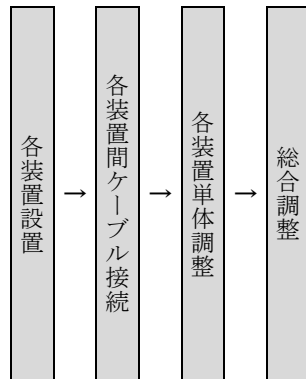 各装置設置
→
各装置間ケーブル接続
→
各装置単体調整
→
総合調整